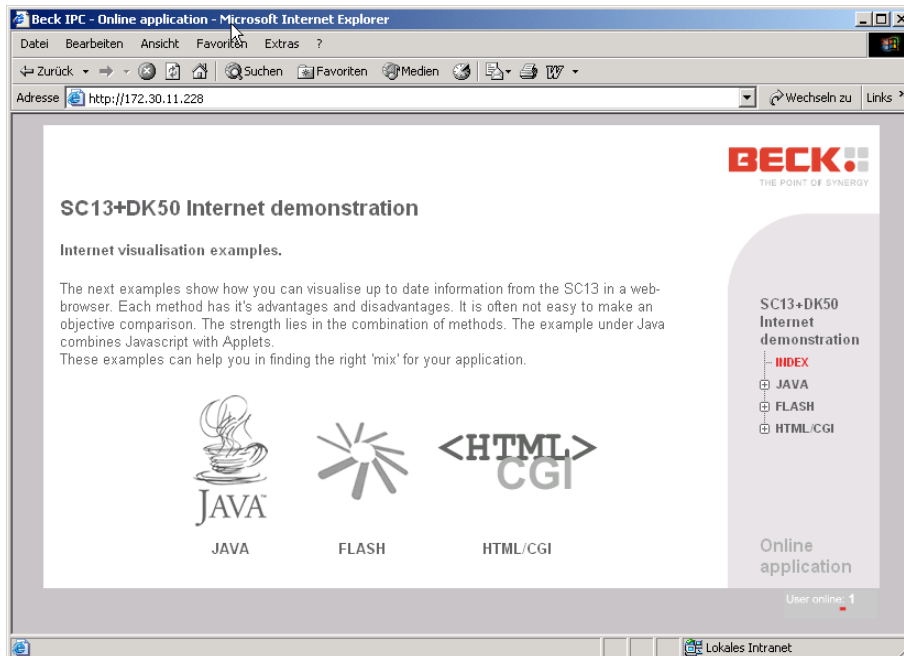 Beck IPC - Online application - Microsoft Internet Explorer
Datei Bearbeiten Ansicht Favoriten Extras ?
Zurück Suchen Favoriten Medien
Adresse http://172.30.11.228 Wechseln zu Links
BECK
THE POINT OF SYNERGY
SC13+DK50 Internet demonstration
Internet visualisation examples.
The next examples show how you can visualise up to date information from the SC13 in a web-
browser. Each method has it's advantages and disadvantages. It is often not easy to make an
objective comparison. The strength lies in the combination of methods. The example under Java
combines Javascript with Applets.
These examples can help you in finding the right 'mix' for your application.
JAVA™
<HTML>
CGI
JAVA FLASH HTML/CGI
SC13+DK50
Internet
demonstration
INDEX
JAVA
FLASH
HTML/CGI
Online
application
User online: 1
Lokales Intranet